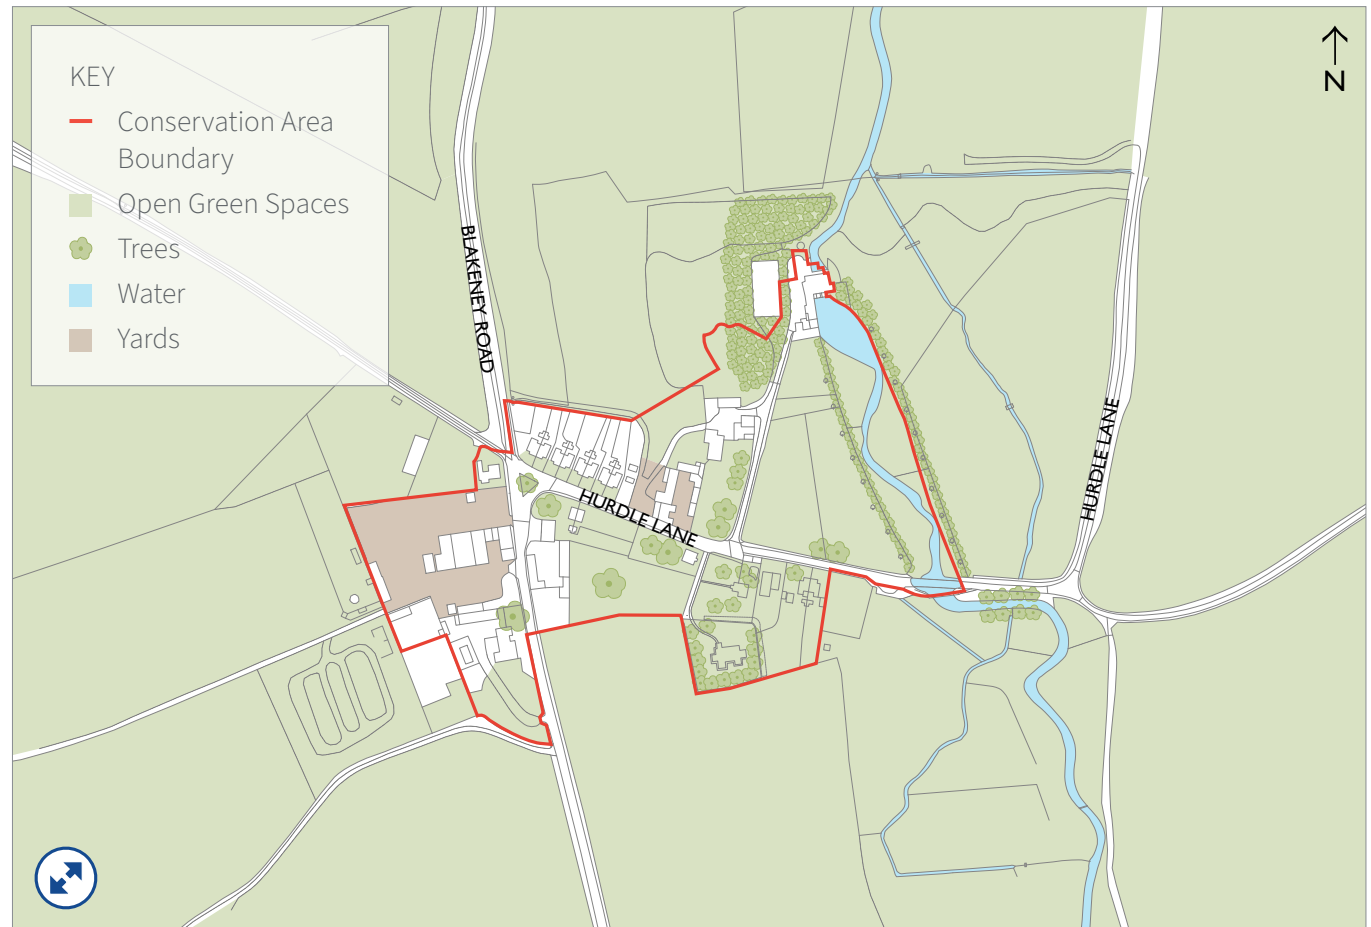 KEY
Conservation Area
Boundary
Open Green Spaces
Trees
Water
Yards
N
BLAKENEY ROAD
HURDLE LANE
HURDLE LANE